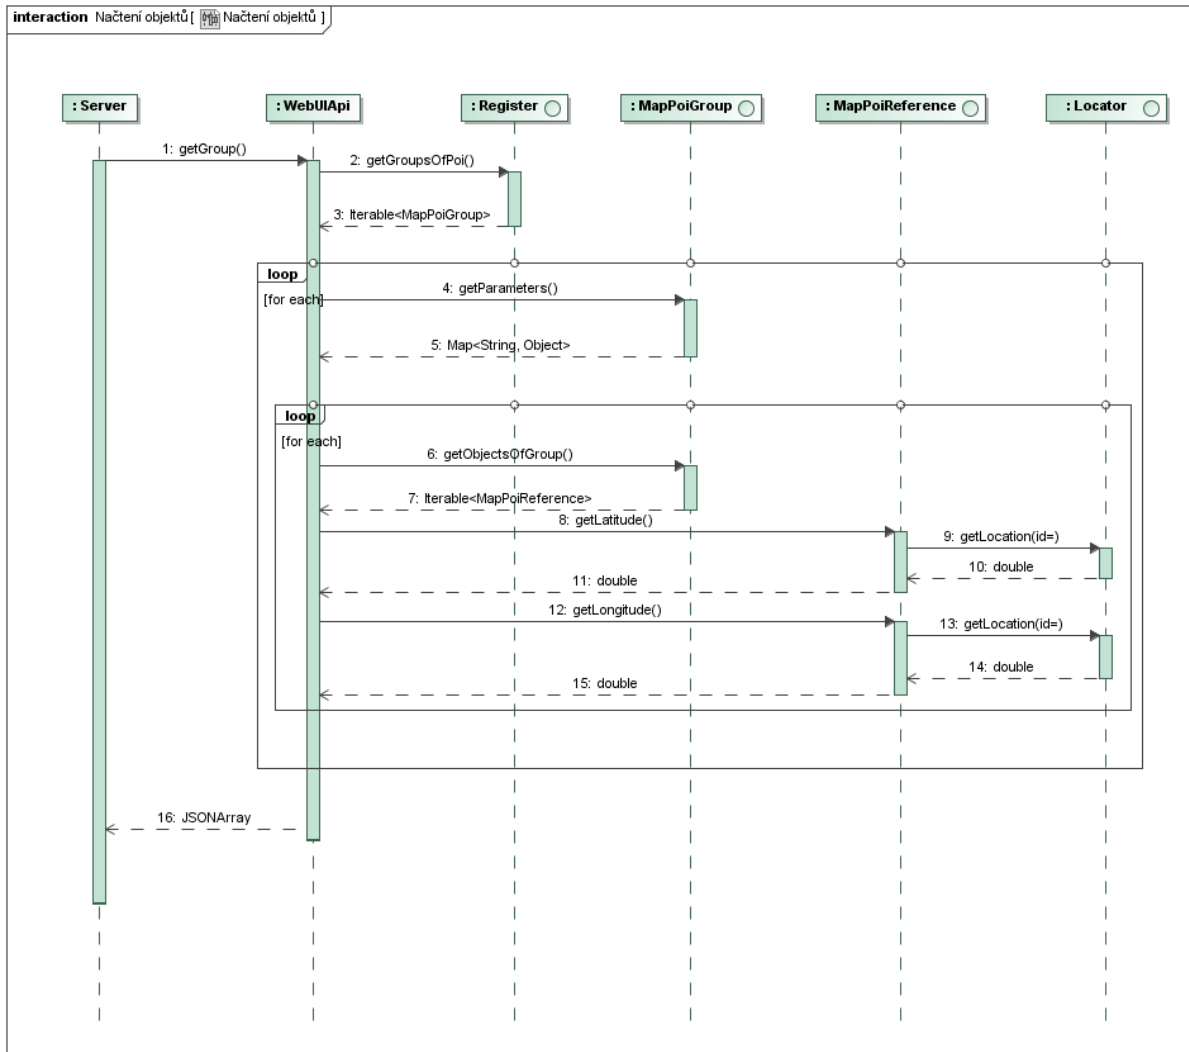 interaction Načtení objektů [ Načtení objektů ]
: Server : WebUIApi : Register : MapPoiGroup : MapPoiReference : Locator
1: getGroup()
2: getGroupsOfPoi()
3: Iterable<MapPoiGroup>
loop
[for each]
4: getParameters()
5: Map<String, Object>
loop
[for each]
6: getObjectsOfGroup()
7: Iterable<MapPoiReference>
8: getLatitude()
9: getLocation(id=)
10: double
11: double
12: getLongitude()
13: getLocation(id=)
14: double
15: double
16: JSONArray